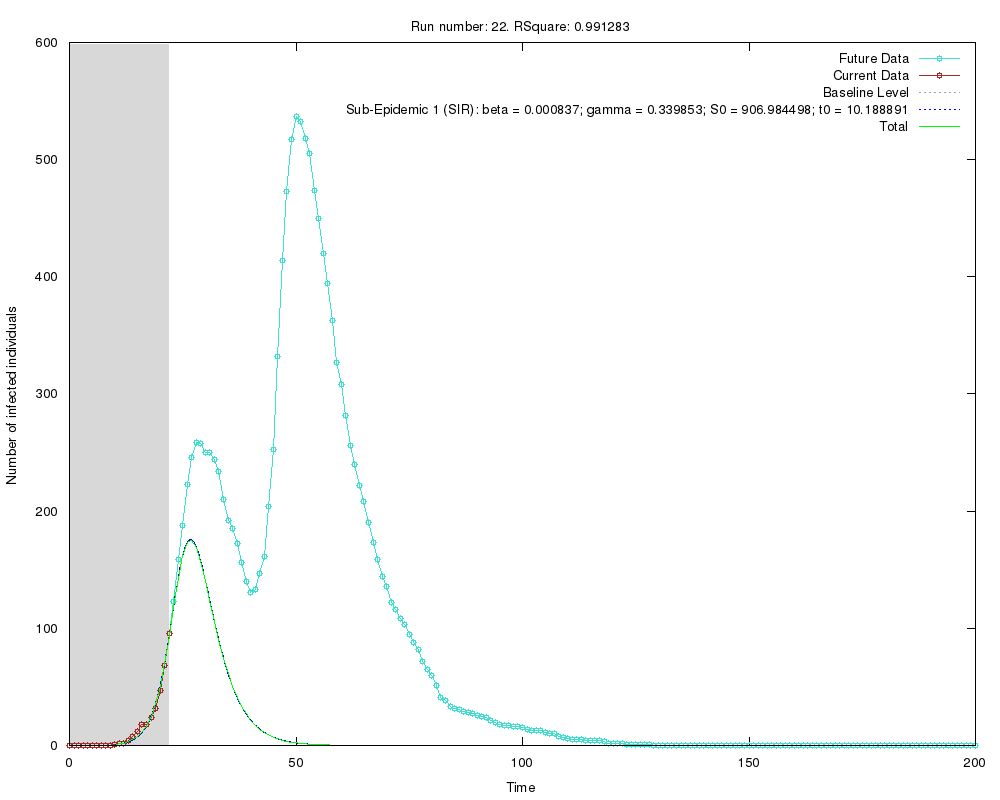 Run number: 22. RSquare: 0.991283
600
500
400
300
200
100
0
0
50
100
150
200
Number of infected individuals
Time
Future Data
Current Data
Baseline Level
Sub-Epidemic 1 (SIR): beta = 0.000837; gamma = 0.339853; S0 = 906.984498; t0 = 10.188891
Total